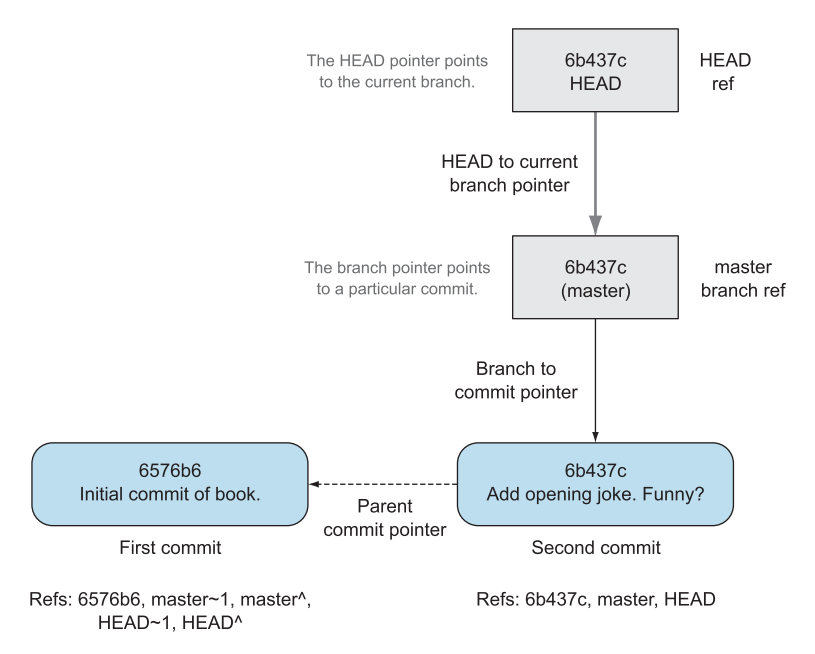 The HEAD pointer points
to the current branch.
6b437c
HEAD
HEAD
ref
HEAD to current
branch pointer
The branch pointer points
to a particular commit.
6b437c
(master)
master
branch ref
Branch to
commit pointer
6576b6
Initial commit of book.
6b437c
Add opening joke. Funny?
Parent
commit pointer
First commit
Second commit
Refs: 6576b6, master~1, master^,
HEAD~1, HEAD^
Refs: 6b437c, master, HEAD